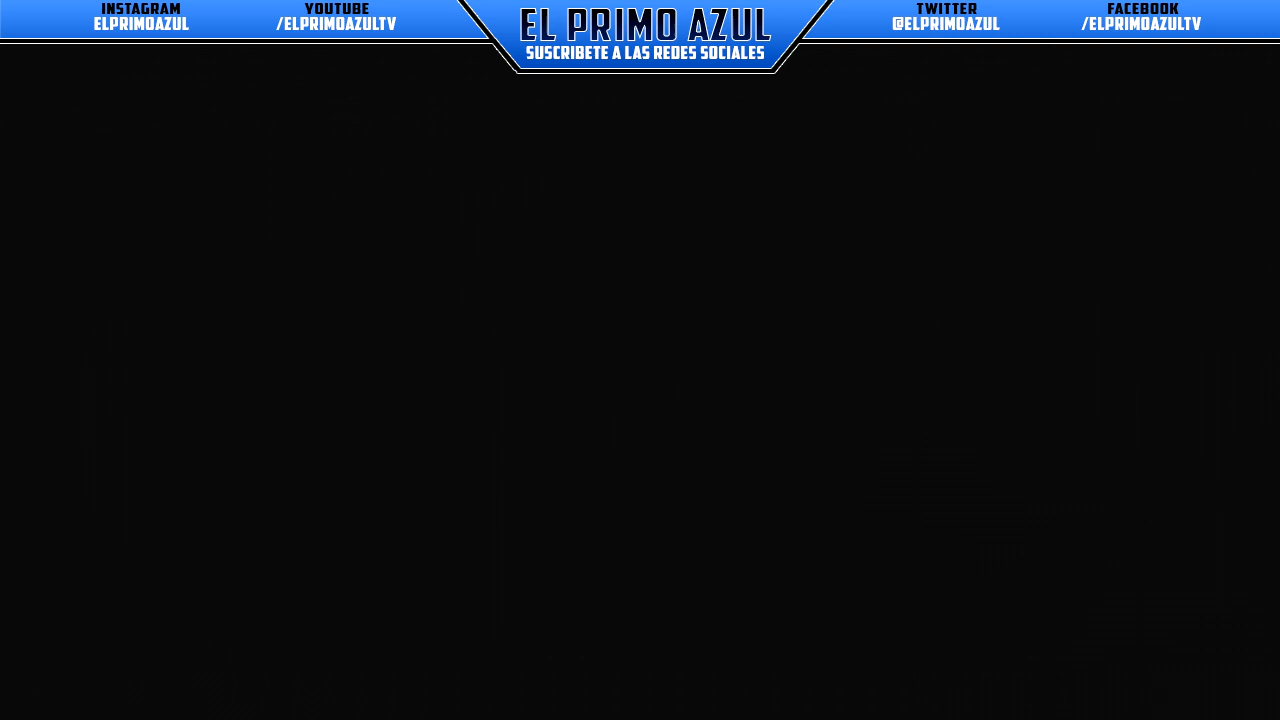 INSTAGRAM
ELPRIMOAZUL
YOUTUBE
/ELPRIMOAZULTV
EL PRIMO AZUL
SUSCRIBETE A LAS REDES SOCIALES
TWITTER
@ELPRIMOAZUL
FACEBOOK
/ELPRIMOAZULTV